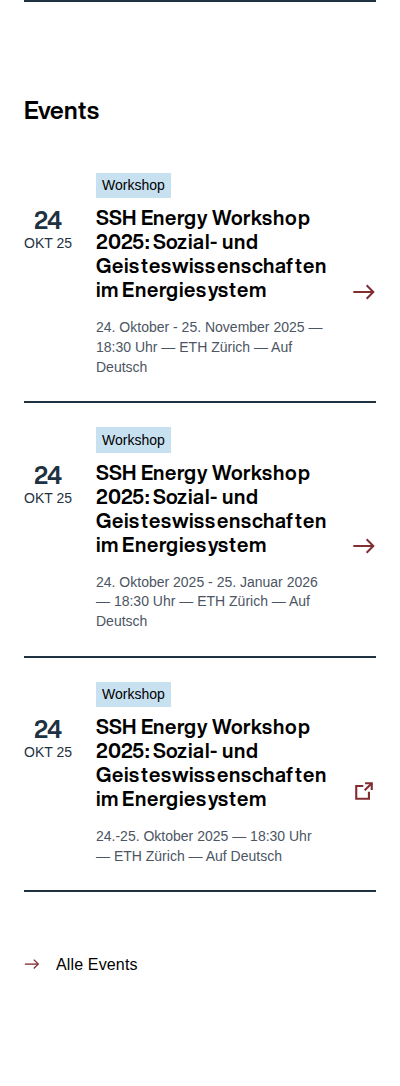 Events
Workshop
24
OKT 25
SSH Energy Workshop
2025: Sozial- und
Geisteswissenschaften
im Energiesystem
24. Oktober - 25. November 2025 —
18:30 Uhr — ETH Zürich — Auf
Deutsch
Workshop
24
OKT 25
SSH Energy Workshop
2025: Sozial- und
Geisteswissenschaften
im Energiesystem
24. Oktober 2025 - 25. Januar 2026
— 18:30 Uhr — ETH Zürich — Auf
Deutsch
Workshop
24
OKT 25
SSH Energy Workshop
2025: Sozial- und
Geisteswissenschaften
im Energiesystem
24.-25. Oktober 2025 — 18:30 Uhr
— ETH Zürich — Auf Deutsch
Alle Events